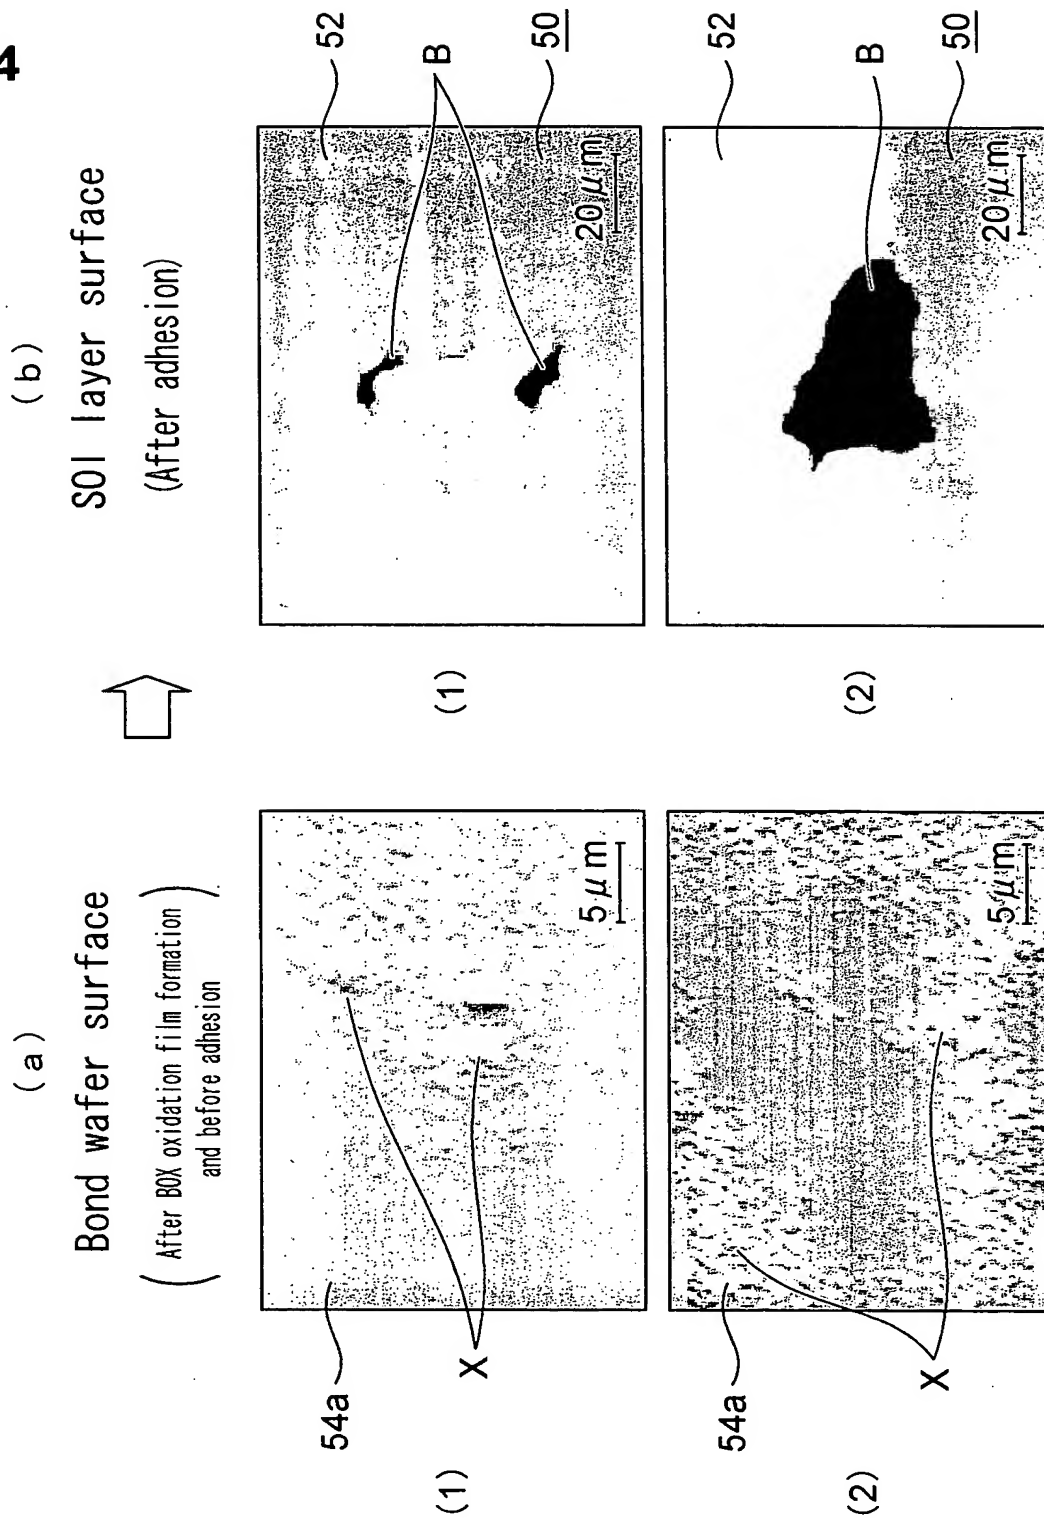 4
(a)
Bond wafer surface
(After BOX oxidation film formation
and before adhesion)
(b)
SOI layer surface
(After adhesion)
(1)
54a
X
5μm
(1)
52
B
50
20μm
(2)
54a
X
5μm
(2)
52
B
50
20μm